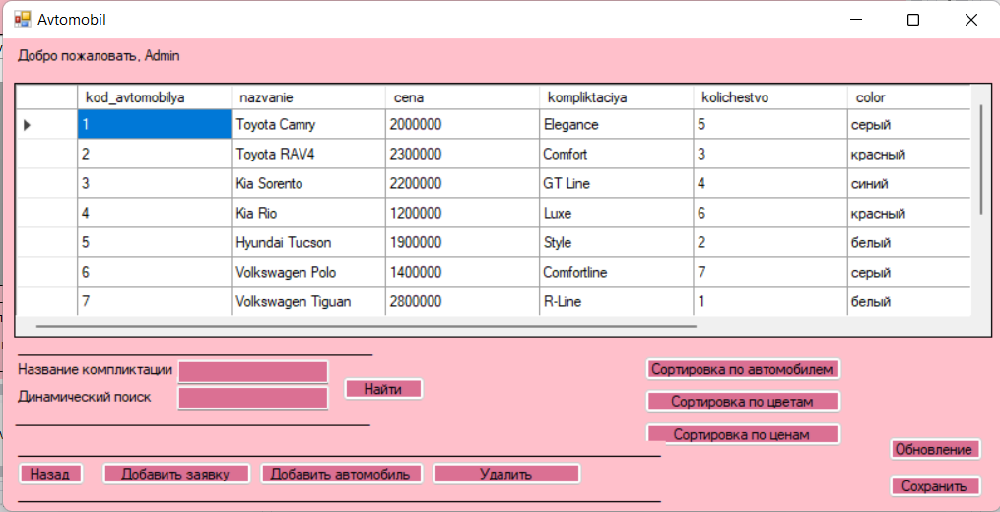 Avtomobil
Добро пожаловать, Admin
kod_avtomobilya nazvanie cena kompliktaciya kolichestvo color
1 Toyota Camry 2000000 Elegance 5 серый
2 Toyota RAV4 2300000 Comfort 3 красный
3 Kia Sorento 2200000 GT Line 4 синий
4 Kia Rio 1200000 Luxe 6 красный
5 Hyundai Tucson 1900000 Style 2 белый
6 Volkswagen Polo 1400000 Comfortline 7 серый
7 Volkswagen Tiguan 2800000 R-Line 1 белый
Название компликтации
Динамический поиск
Найти
Сортировка по автомобилем
Сортировка по цветам
Сортировка по ценам
Обновление
Назад Добавить заявку Добавить автомобиль Удалить
Сохранить